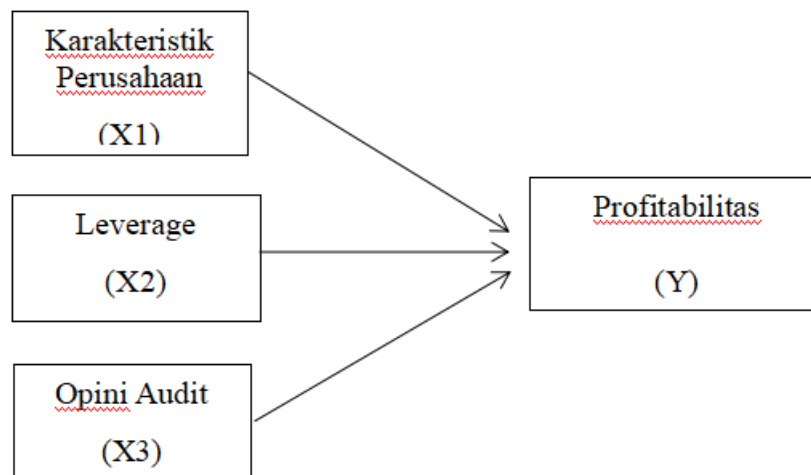 Karakteristik
Perusahaan
(X1)
Leverage
(X2)
Opini Audit
(X3)
Profitabilitas
(Y)